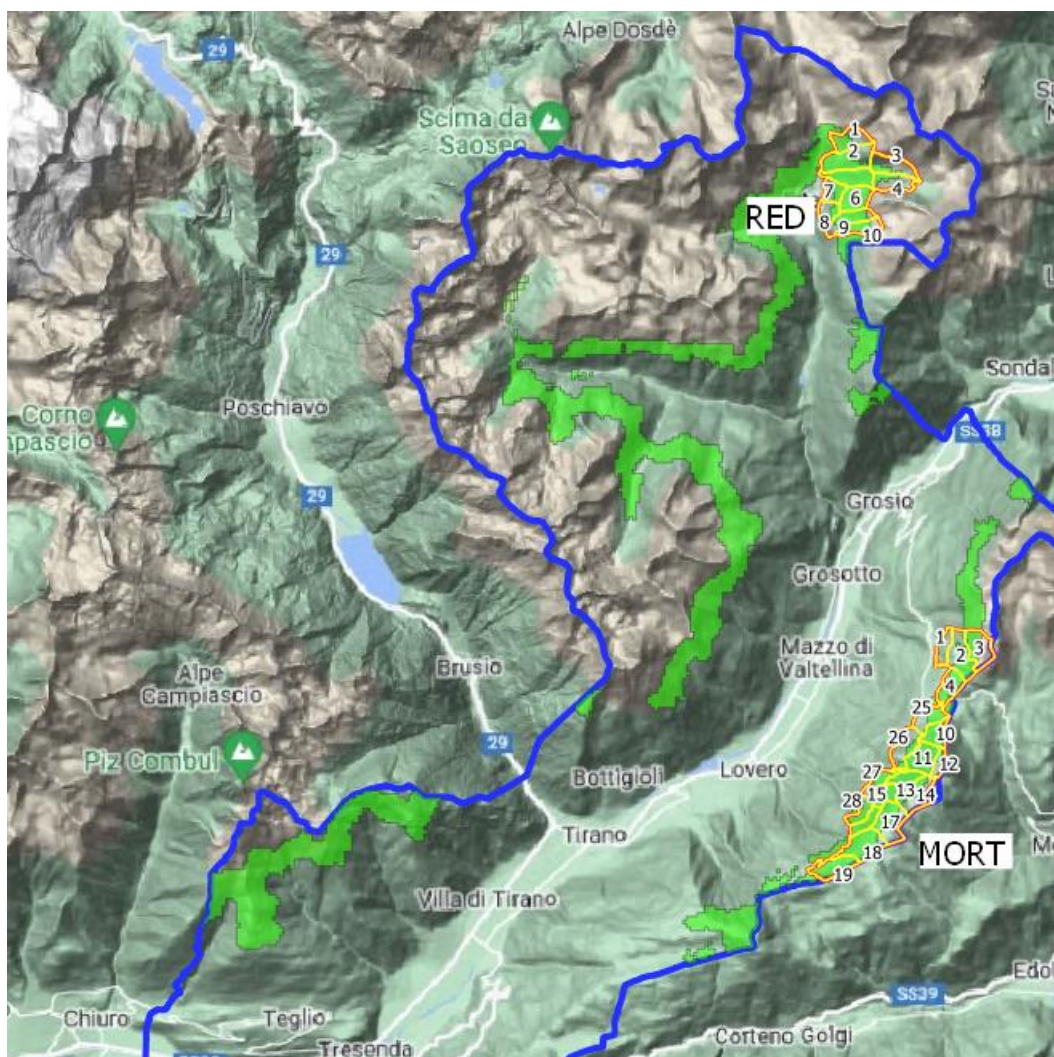 Alpe Dosdè
29
Scima da
Saoseo
1
2
3
4
7
6
RED
8
9
10
29
Sondal
Poschiavo
Corno
mpascio
SS38
29
Grosio
Grosotto
1
2
3
Mazzo di
Valtellina
Brusio
Alpe
Campiascio
4
25
10
26
29
Piz Combul
11
12
Bottigioli
Lovero
27
13
14
15
28
17
Tirano
18
MORT
19
Villa di Tirano
Edol
SS39
Chiuro
Teglio
Corteno Golgi
Tresenda